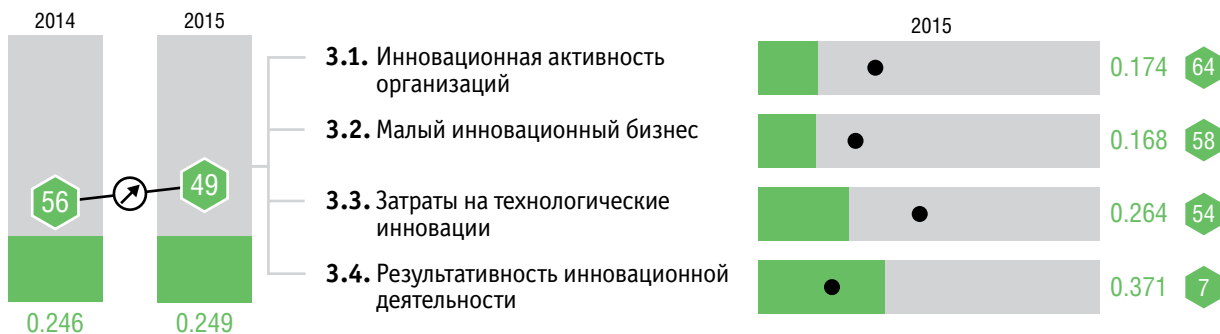 2014
2015
56
49
0.246
0.249
3.1. Инновационная активность
организаций
3.2. Малый инновационный бизнес
3.3. Затраты на технологические
инновации
3.4. Результативность инновационной
деятельности
2015
0.174 64
0.168 58
0.264 54
0.371 7